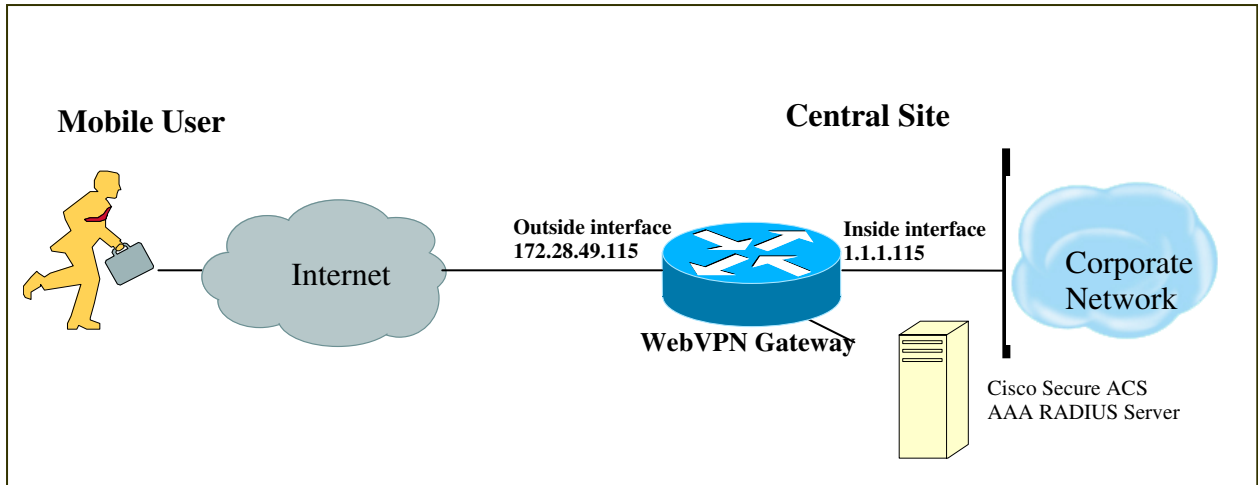 Mobile User
Central Site
Internet
Outside interface
172.28.49.115
Inside interface
1.1.1.115
WebVPN Gateway
Corporate
Network
Cisco Secure ACS
AAA RADIUS Server